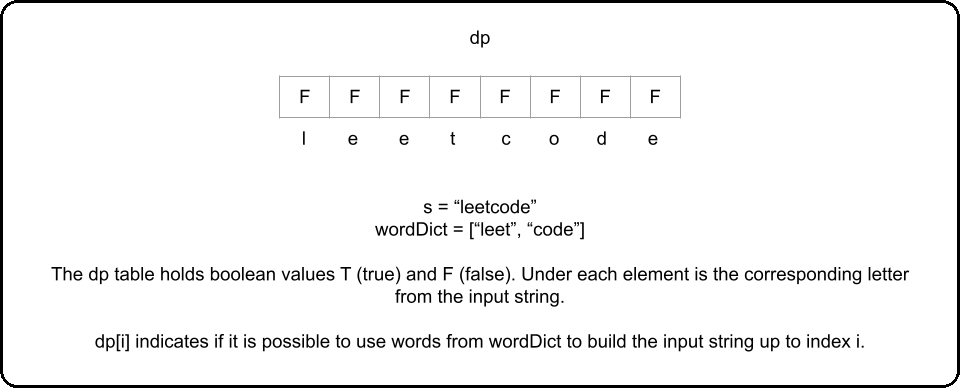 dp
F F F F F F F F
l e e t c o d e
s = “leetcode”
wordDict = [“leet”, “code”]
The dp table holds boolean values T (true) and F (false). Under each element is the corresponding letter
from the input string.
dp[i] indicates if it is possible to use words from wordDict to build the input string up to index i.